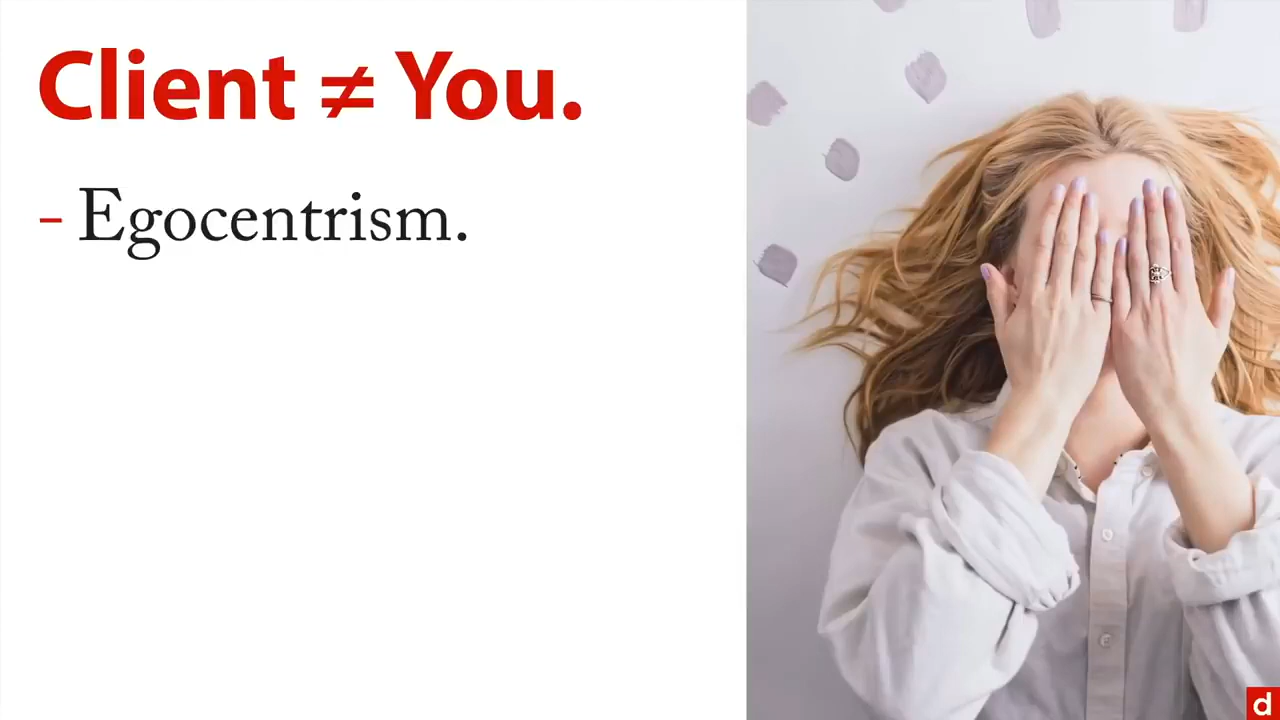 Client ≠ You.
- Egocentrism.
d